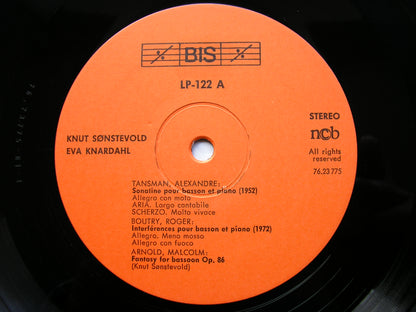 BIS
LP-122 A
STEREO
KNUT SØNSTEVOLD
EVA KNARDAHL
ncb
All rights
reserved
76.23775
TANSMAN, ALEXANDRE:
Sonatine pour basson et piano (1952)
Allegro con moto
ARIA. Largo cantabile
SCHERZO. Molto vivace
BOUTRY, ROGER:
Interférences pour basson et piano (1972)
Allegro. Meno mosso
Allegro con fuoco
ARNOLD, MALCOLM:
Fantasy for bassoon Op. 86
(Knut Sønstevold)